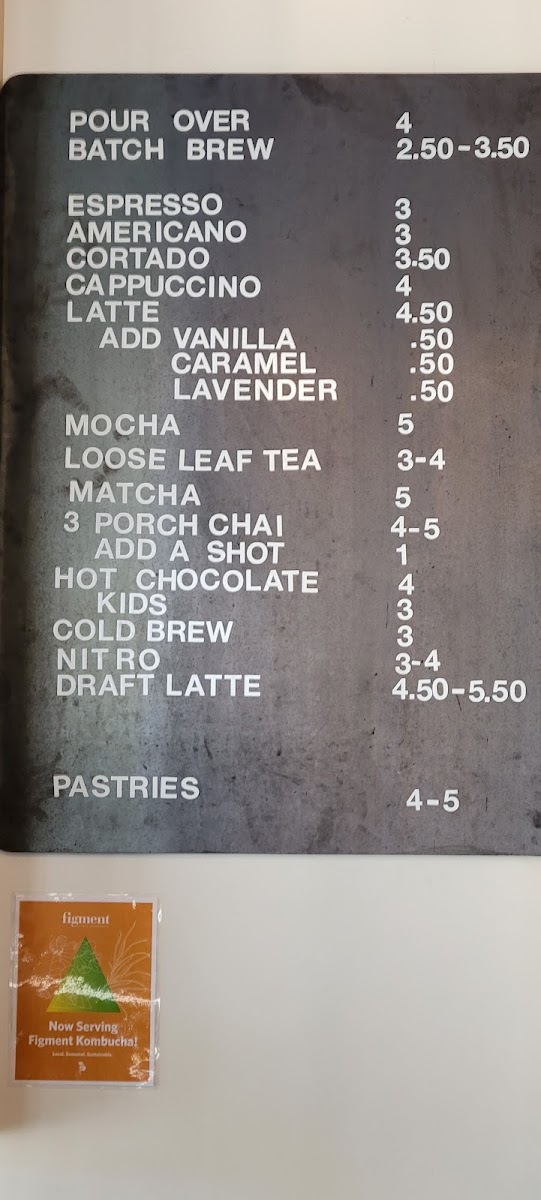 POUR OVER 4
BATCH BREW 2.50-3.50
ESPRESSO 3
AMERICANO 3
CORTADO 3.50
CAPPUCCINO 4
LATTE 4.50
ADD VANILLA .50
CARAMEL .50
LAVENDER .50
MOCHA 5
LOOSE LEAF TEA 3-4
MATCHA 5
3 PORCH CHAI 4-5
ADD A SHOT 1
HOT CHOCOLATE 4
KIDS 3
COLD BREW 3
NITRO 3-4
DRAFT LATTE 4.50-5.50
PASTRIES 4-5
figment
Now Serving
Figment Kombucha!
Local. Seasonal. Sustainable.